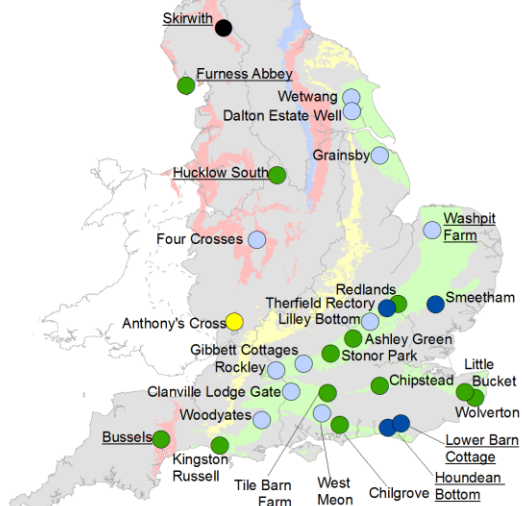 Skirwith
Furness Abbey
Wetwang
Dalton Estate Well
Grainsby
Hucklow South
Washpit
Farm
Four Crosses
Redlands
Therfield Rectory
Smeetham
Anthony's Cross
Lilley Bottom
Ashley Green
Gibbett Cottages
Stonor Park
Rockley
Little
Bucket
Chipstead
Clanville Lodge Gate
Woodyates
Wolverton
Bussels
Lower Barn
Cottage
Kingston
Russell
Houndean
Bottom
Tile Barn
Farm
West
Meon
Chilgrove